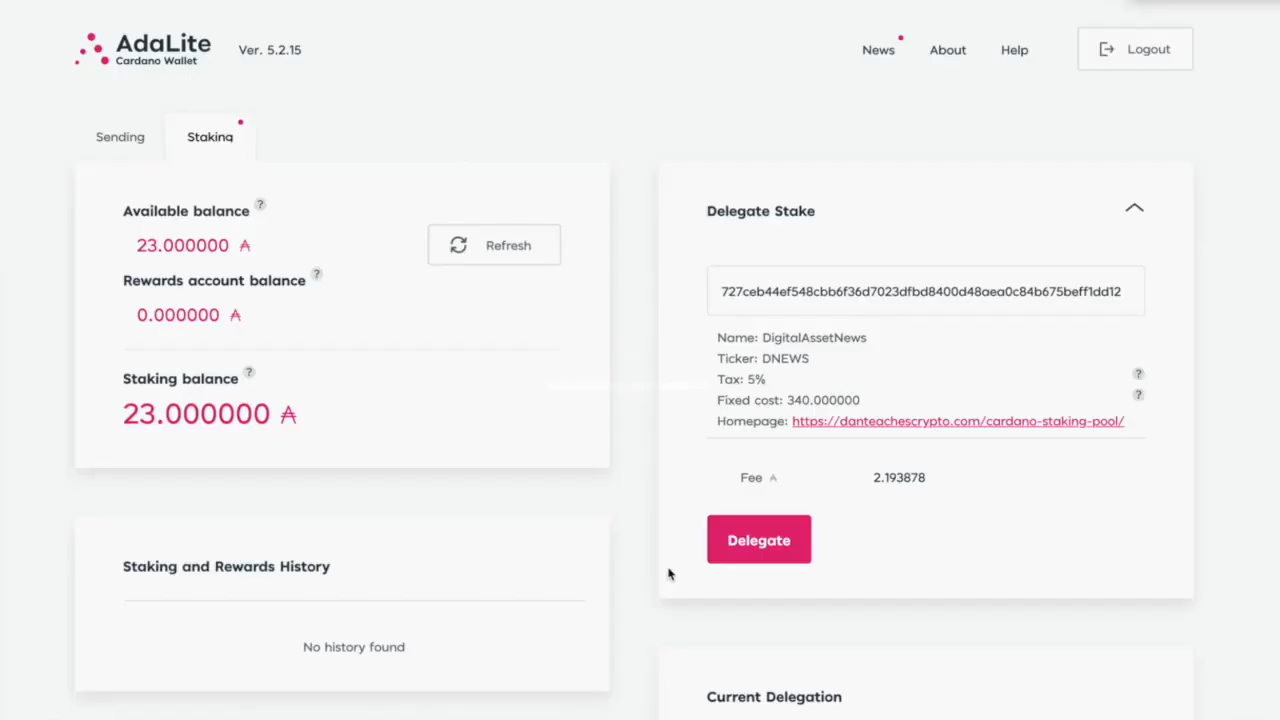 AdaLite
Cardano Wallet
Ver. 5.2.15
News
About
Help
Logout
Sending
Staking
Available balance ?
23.000000 ₳
Refresh
Rewards account balance ?
0.000000 ₳
Staking balance ?
23.000000 ₳
Staking and Rewards History
No history found
Delegate Stake
727ceb44ef548cbb6f36d7023dfbd8400d48aea0c84b675beff1dd12
Name: DigitalAssetNews
Ticker: DNEWS
Tax: 5% ?
Fixed cost: 340.000000 ?
Homepage: https://danteachescrypto.com/cardano-staking-pool/
Fee ₳ 2.193878
Delegate
Current Delegation